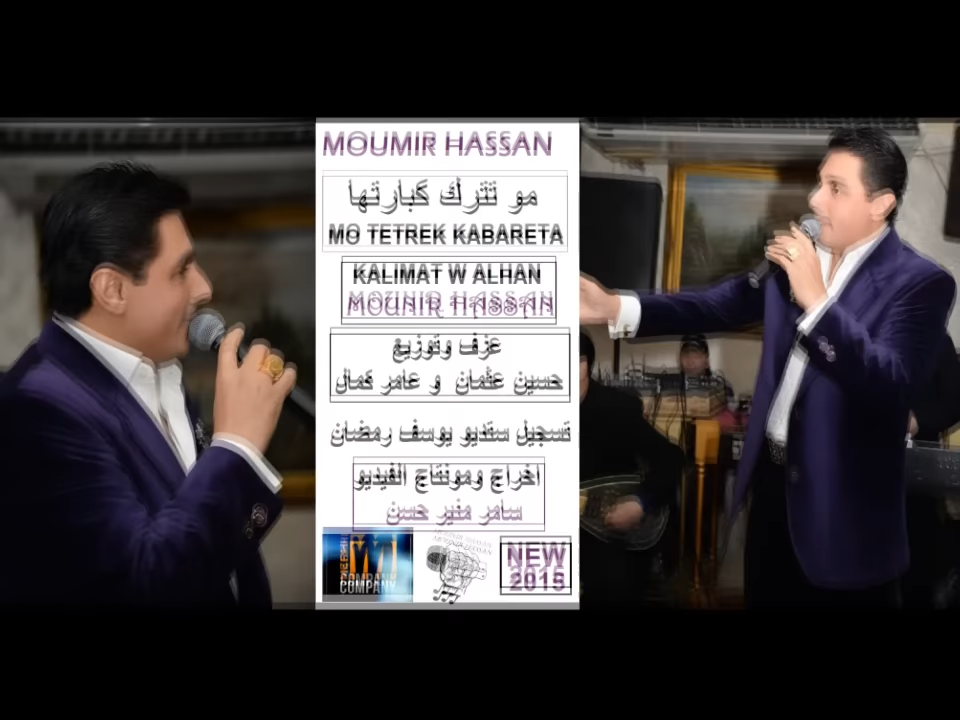 MOUMIR HASSAN
مو تترك كبارتها
MO TETREK KABARETA
KALIMAT W ALHAN
MOUNIR HASSAN
عزف وتوزيع
حسين عثمان و عامر كمال
تسجيل ستديو يوسف رمضان
اخراج ومونتاج الفيديو
سامر منير حسن
COMPANY
NEW
2015